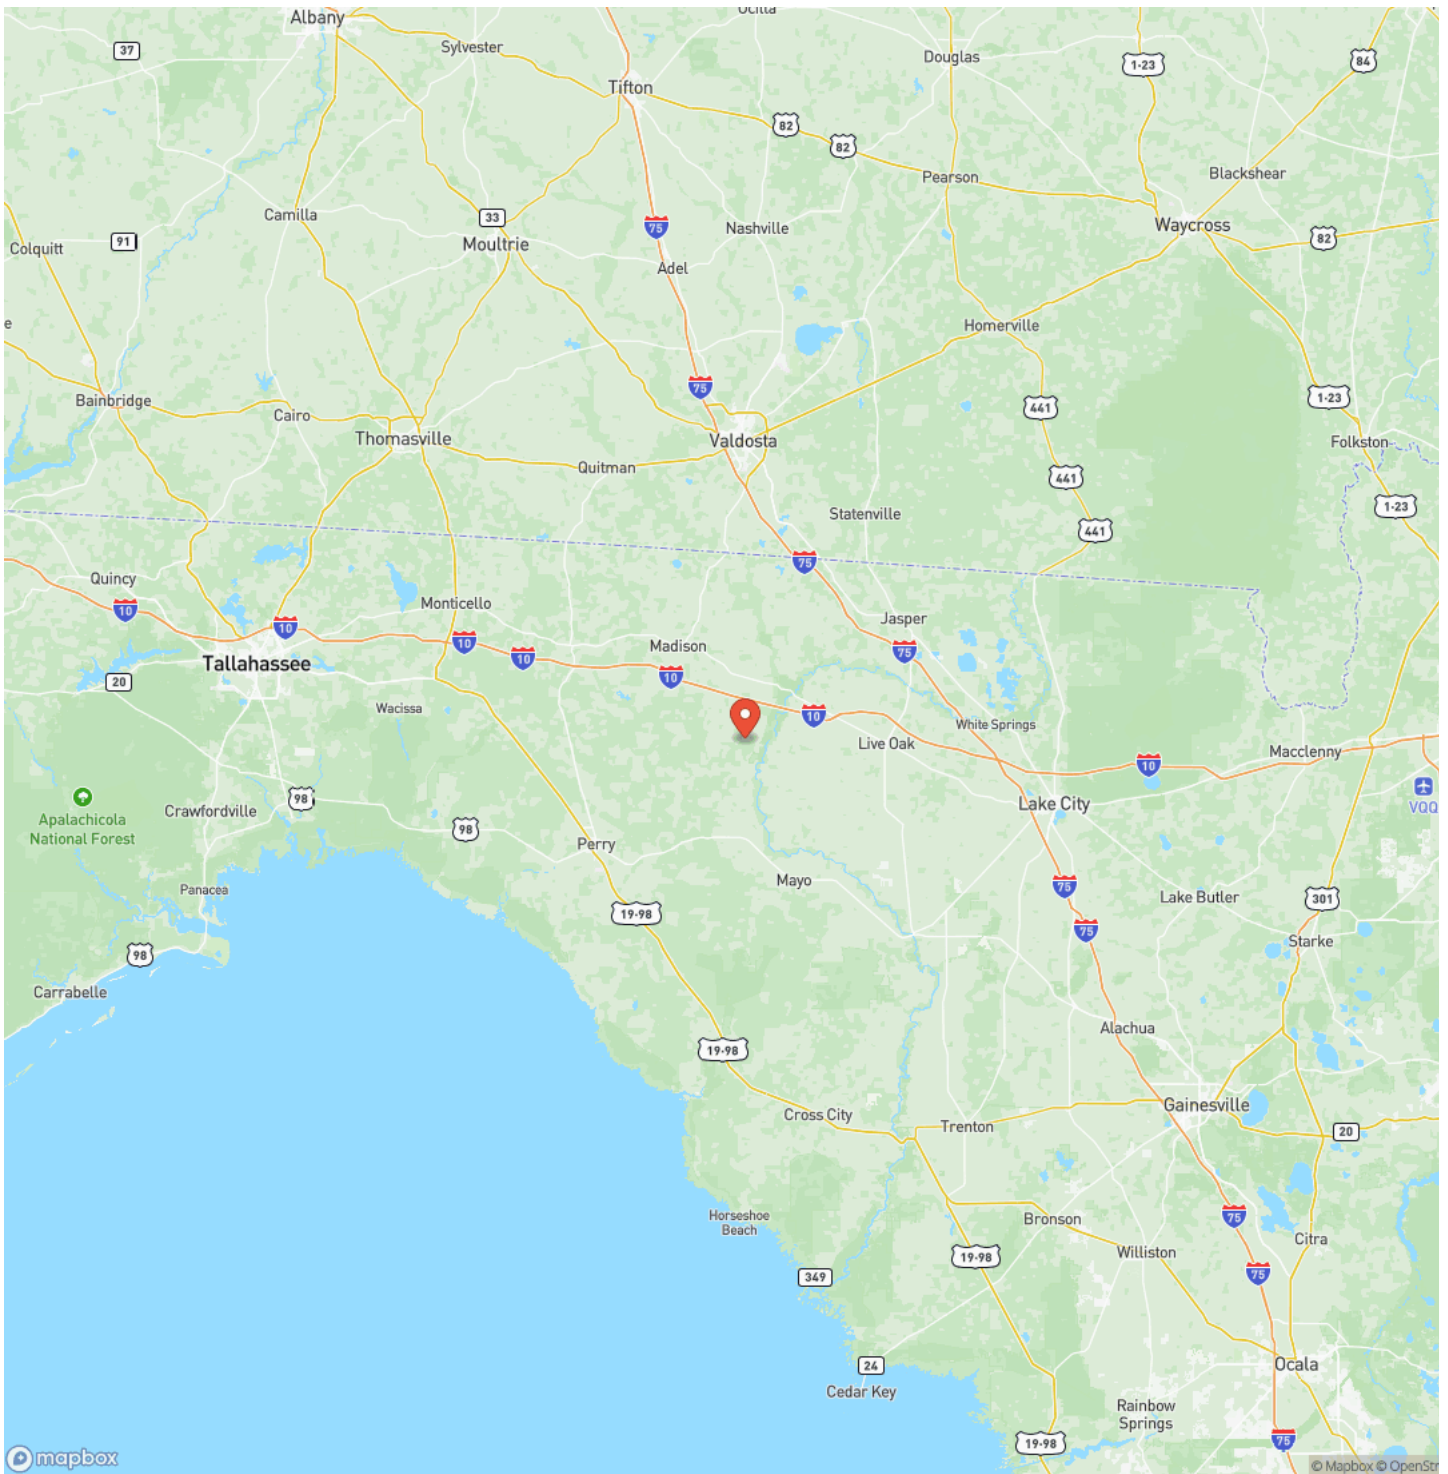 Albany
Ocilla
37
Sylvester
Douglas
1-23
84
Tifton
82
82
Pearson
Blackshear
Camilla
33
75
Nashville
Waycross
Colquitt
91
Moultrie
82
Adel
e
Homerville
75
1-23
Bainbridge
Cairo
441
Thomasville
Valdosta
Folkston
Quitman
441
1-23
Statenville
441
75
Quincy
10
Monticello
Jasper
10
10
Madison
75
Tallahassee
10
10
20
Wacissa
10
White Springs
Live Oak
Macclenny
10
VQQ
98
Lake City
Crawfordville
Apalachicola
National Forest
98
Perry
Mayo
75
Panacea
Lake Butler
301
19-98
75
Starke
98
Carrabelle
Alachua
19-98
Gainesville
Cross City
Trenton
20
Horseshoe
Beach
Bronson
75
Citra
Williston
19-98
349
75
24
Ocala
Cedar Key
Rainbow
Springs
19-98
75
mapbox
© Mapbox © OpenStr